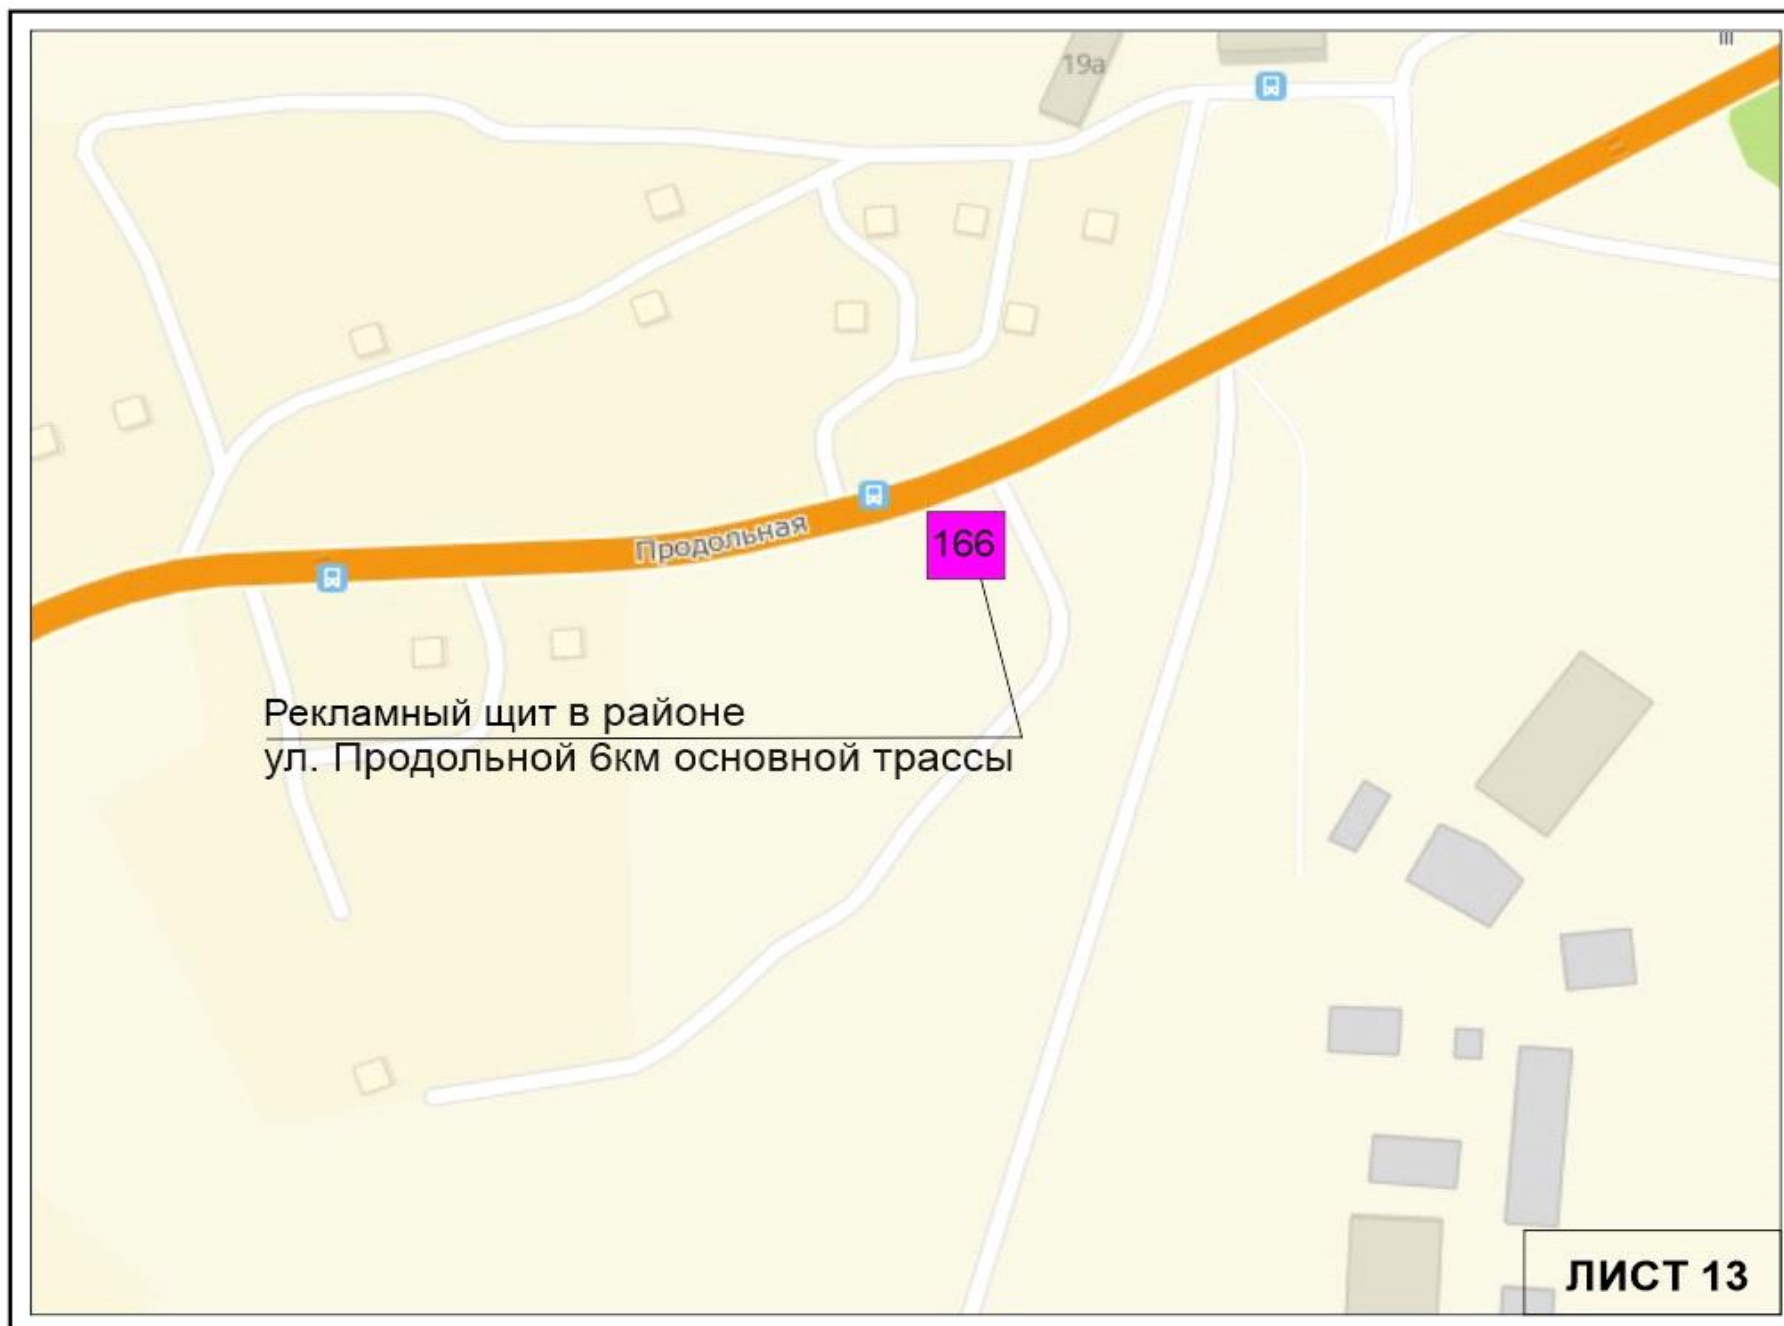 19а
Продольная
166
Рекламный щит в районе
ул. Продольной 6км основной трассы
ЛИСТ 13